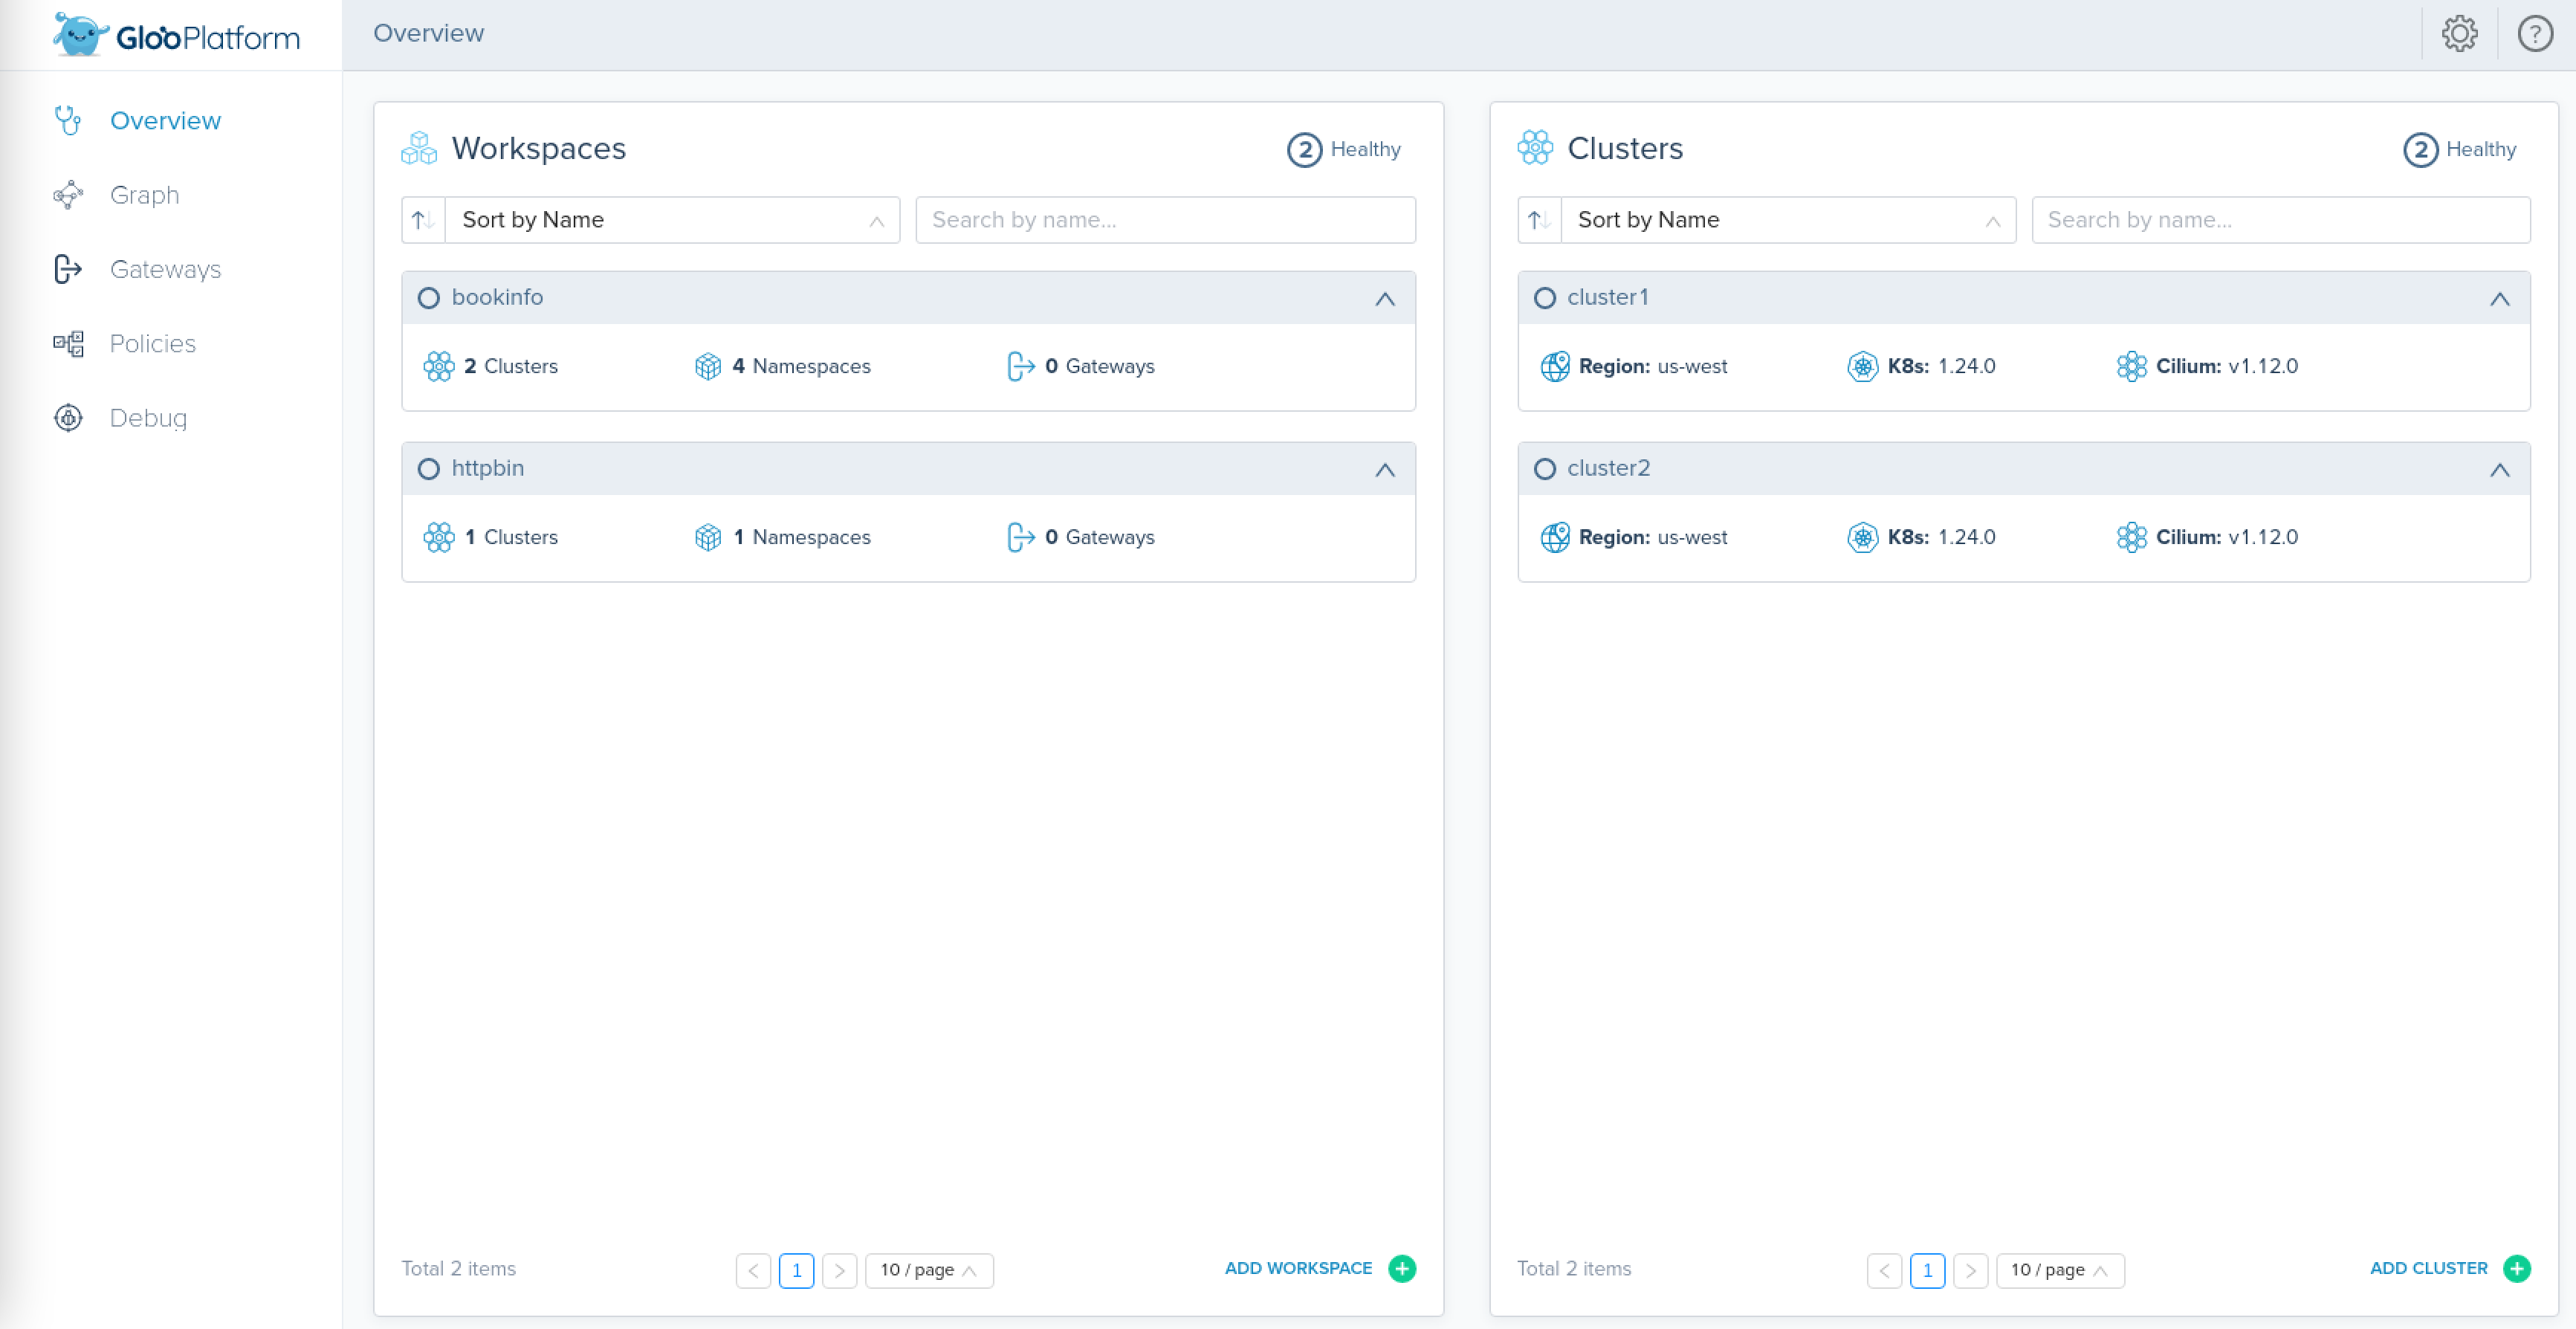 Gloo Platform
Overview
?
Overview
Graph
Gateways
Policies
Debug
Workspaces
2 Healthy
Sort by Name
Search by name...
bookinfo
2 Clusters
4 Namespaces
0 Gateways
httpbin
1 Clusters
1 Namespaces
0 Gateways
Total 2 items
< 1 >
10 / page
ADD WORKSPACE +
Clusters
2 Healthy
Sort by Name
Search by name...
cluster1
Region: us-west
K8s: 1.24.0
Cilium: v1.12.0
cluster2
Region: us-west
K8s: 1.24.0
Cilium: v1.12.0
Total 2 items
< 1 >
10 / page
ADD CLUSTER +